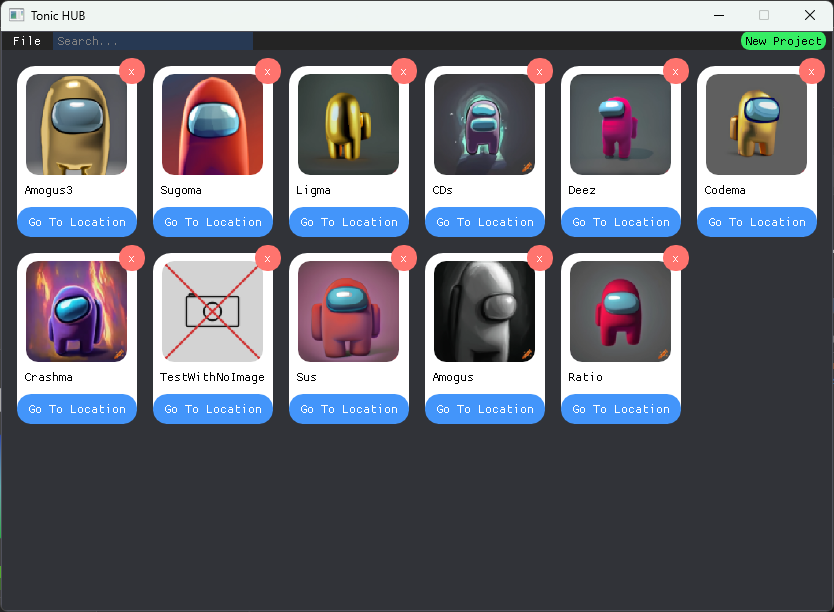 Tonic HUB
File Search... New Project
x x x x x x
Amogus3 Sugoma Ligma CDs Deez Codema
Go To Location Go To Location Go To Location Go To Location Go To Location Go To Location
x x x x x
Crashma TestWithNoImage Sus Amogus Ratio
Go To Location Go To Location Go To Location Go To Location Go To Location